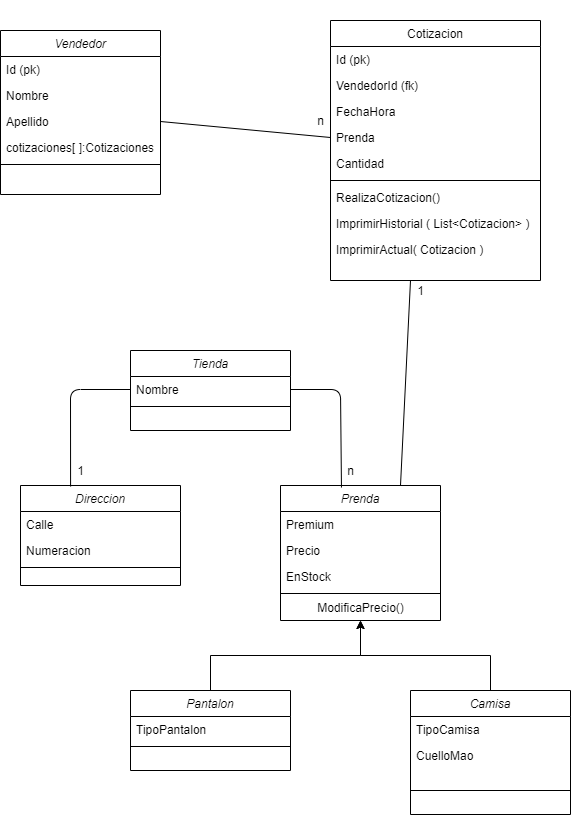 Vendedor
Id (pk)
Nombre
Apellido
cotizaciones[ ]:Cotizaciones
n
Cotizacion
Id (pk)
VendedorId (fk)
FechaHora
Prenda
Cantidad
RealizaCotizacion()
ImprimirHistorial ( List<Cotizacion> )
ImprimirActual( Cotizacion )
1
Tienda
Nombre
1
n
Direccion
Calle
Numeracion
Prenda
Premium
Precio
EnStock
ModificaPrecio()
Pantalon
TipoPantalon
Camisa
TipoCamisa
CuelloMao